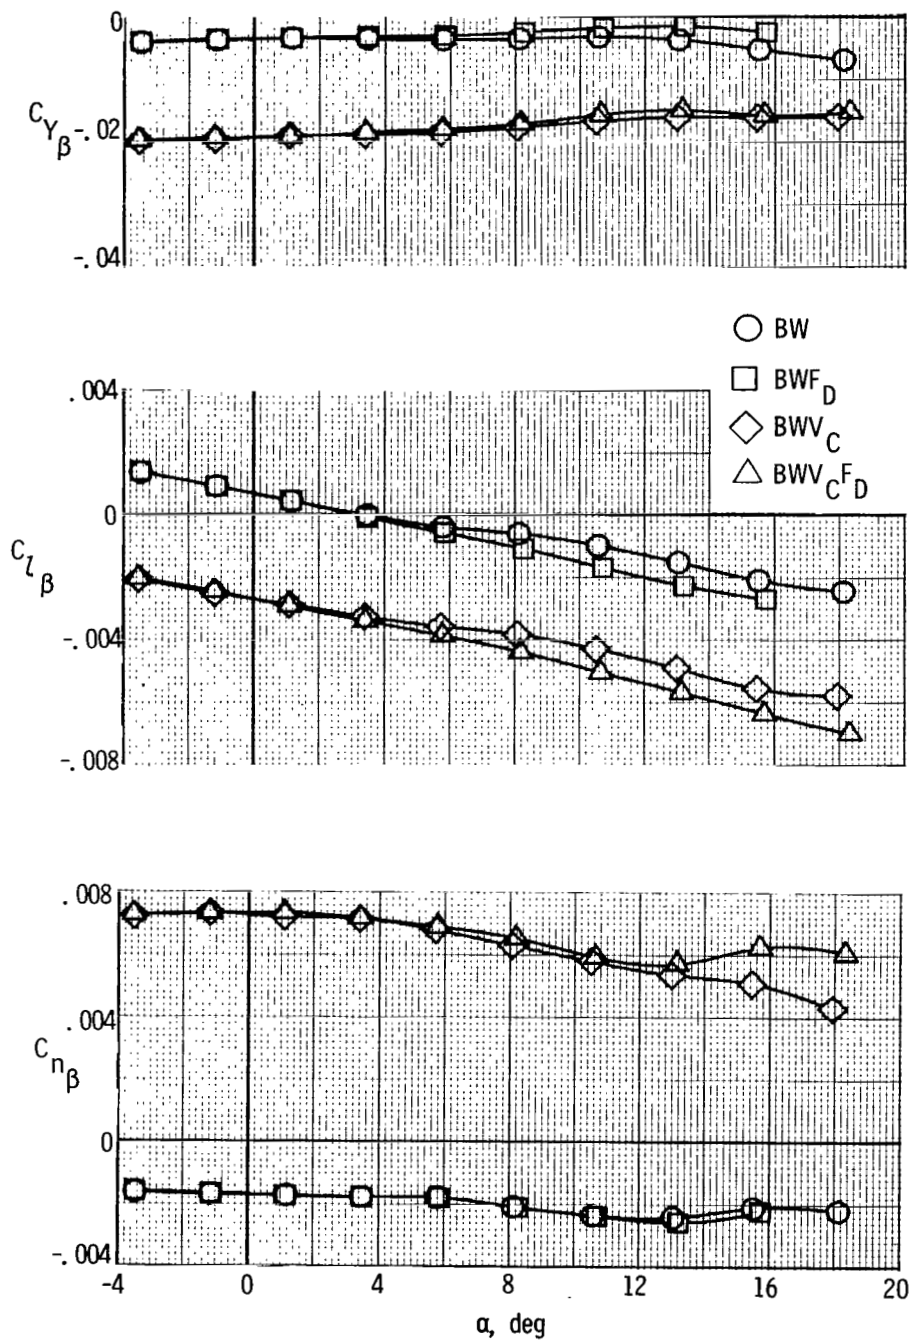 0
C_Yβ
-.02
-.04
BW
BWF_D
BWV_C
BWV_CF_D
.004
0
C_lβ
-.004
-.008
.008
.004
C_nβ
0
-.004
-4 0 4 8 12 16 20
α, deg